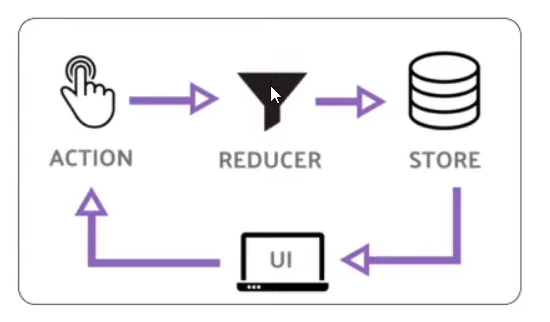 ACTION
REDUCER
STORE
UI